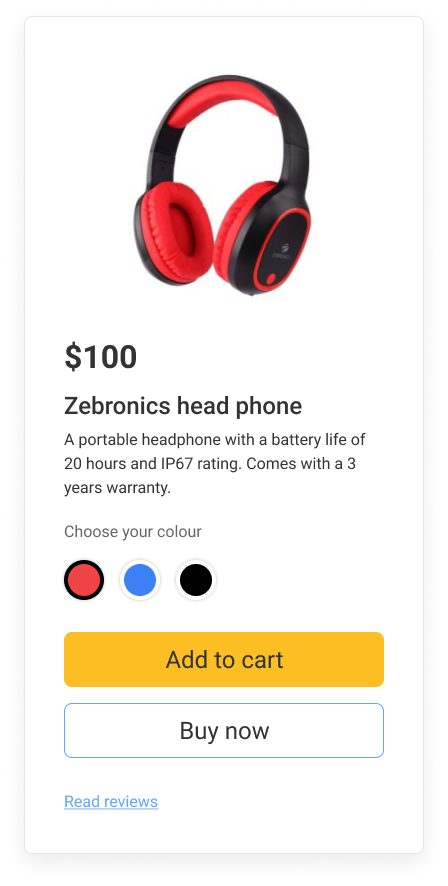 $100
Zebronics head phone
A portable headphone with a battery life of
20 hours and IP67 rating. Comes with a 3
years warranty.
Choose your colour
Add to cart
Buy now
Read reviews